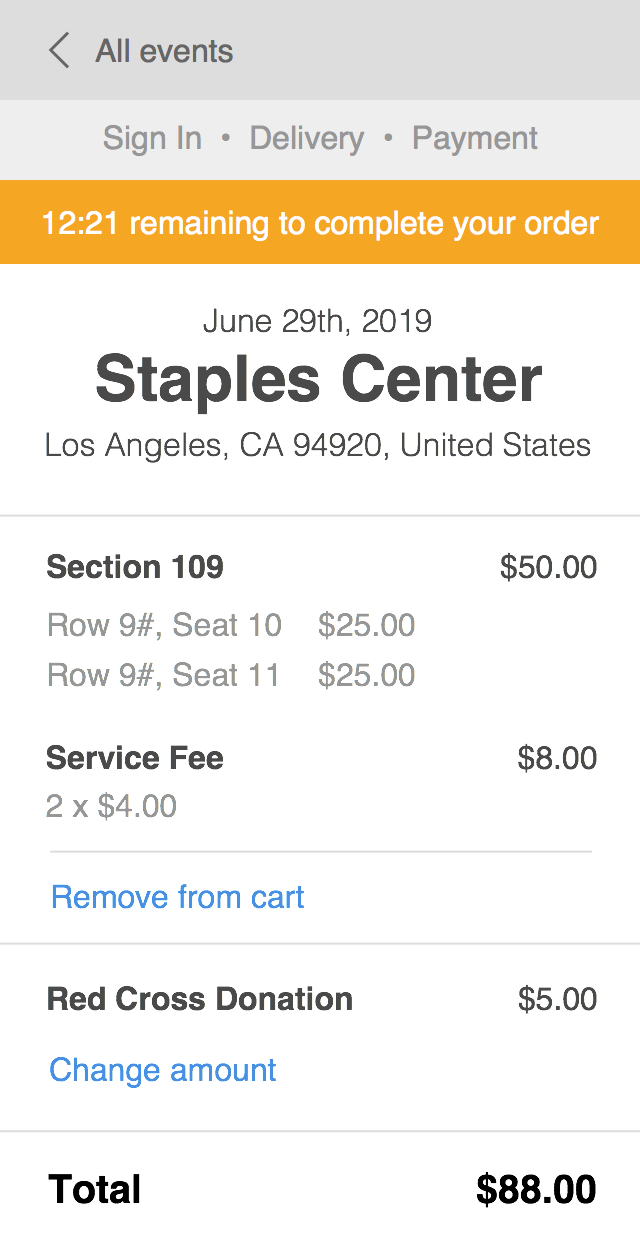 All events
Sign In • Delivery • Payment
12:21 remaining to complete your order
June 29th, 2019
Staples Center
Los Angeles, CA 94920, United States
Section 109 $50.00
Row 9#, Seat 10 $25.00
Row 9#, Seat 11 $25.00
Service Fee $8.00
2 x $4.00
Remove from cart
Red Cross Donation $5.00
Change amount
Total $88.00